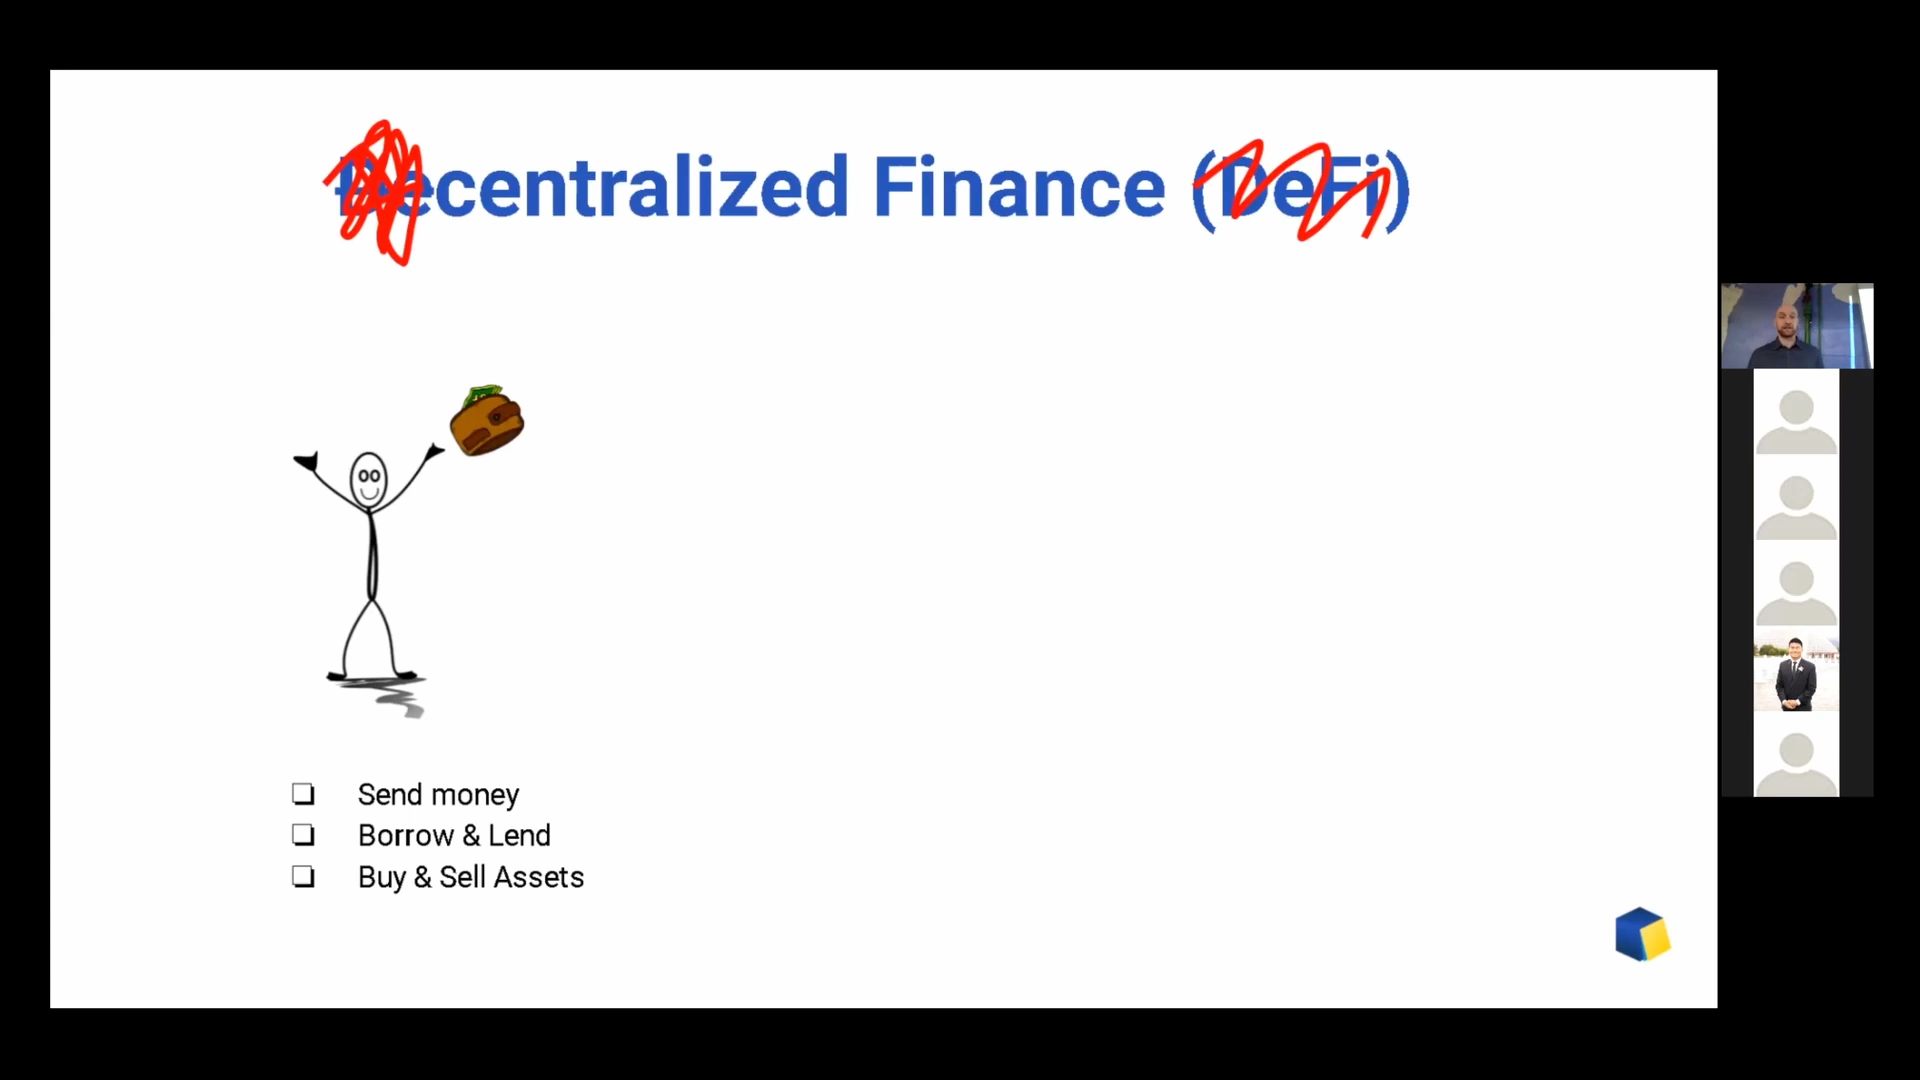 Decentralized Finance (DeFi)
Send money
Borrow & Lend
Buy & Sell Assets